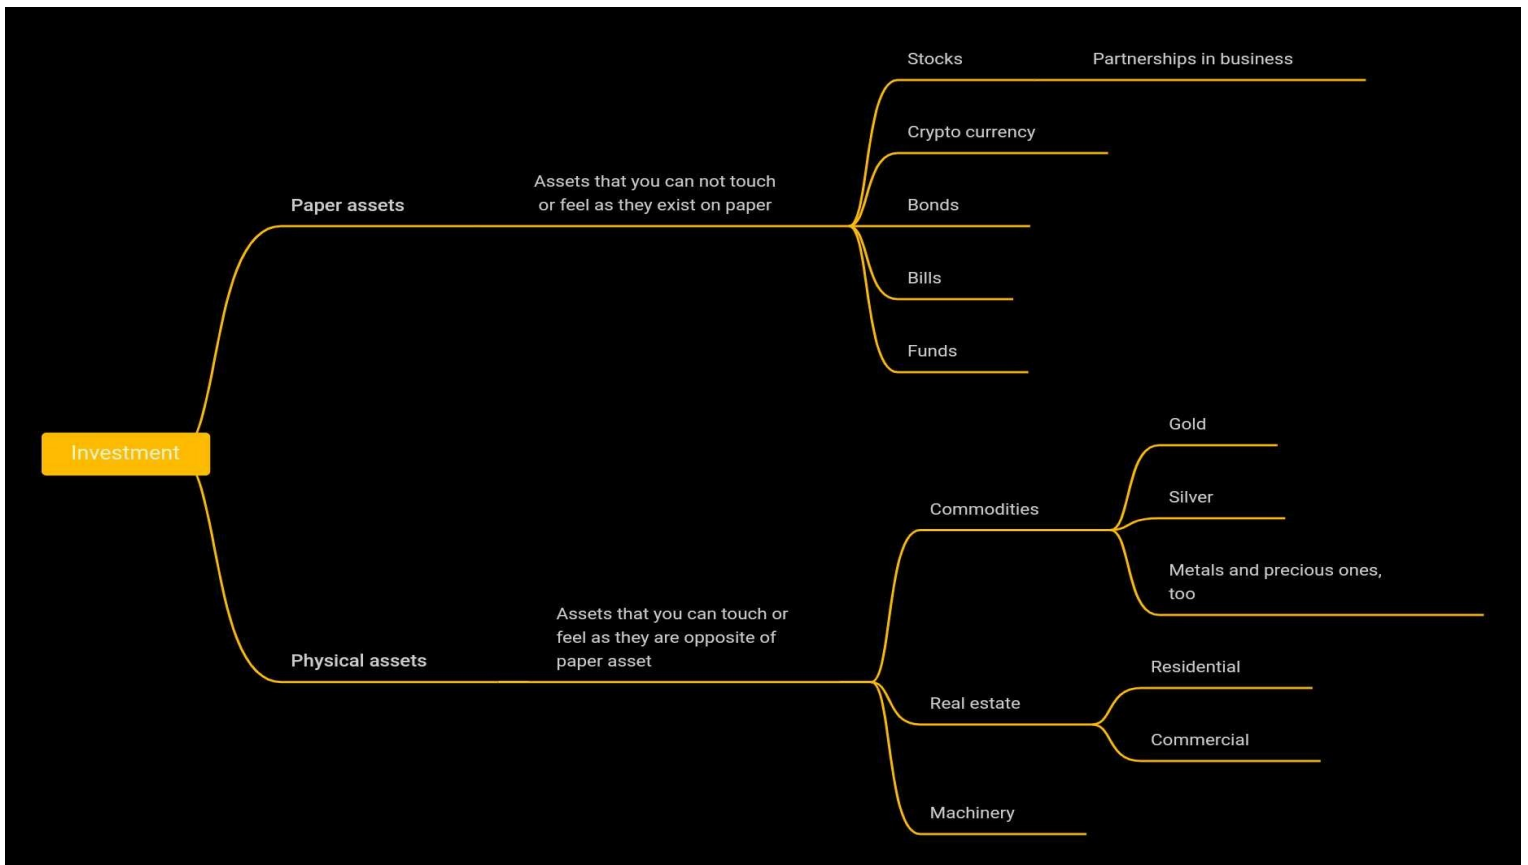 Investment
Paper assets
Assets that you can not touch
or feel as they exist on paper
Stocks
Partnerships in business
Crypto currency
Bonds
Bills
Funds
Physical assets
Assets that you can touch or
feel as they are opposite of
paper asset
Commodities
Gold
Silver
Metals and precious ones,
too
Real estate
Residential
Commercial
Machinery